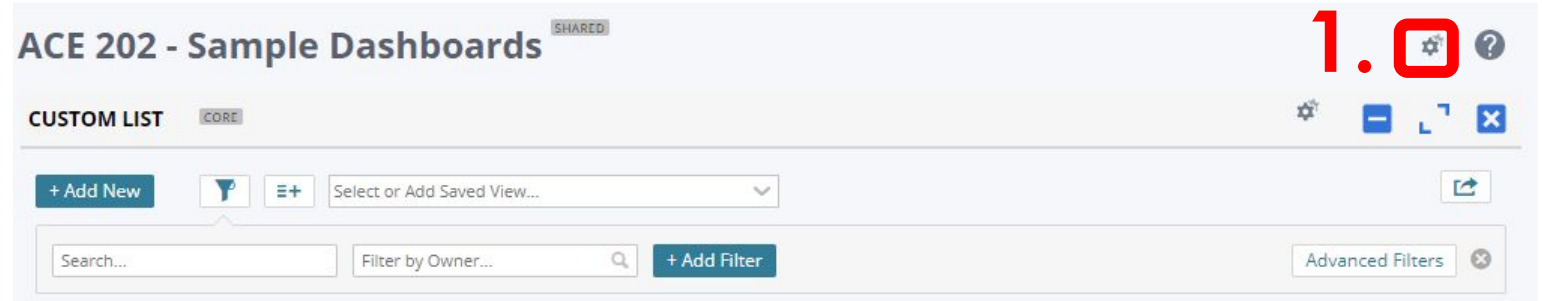 ACE 202 - Sample Dashboards SHARED 1. ?
CUSTOM LIST CORE
+ Add New Select or Add Saved View...
Search... Filter by Owner... + Add Filter Advanced Filters